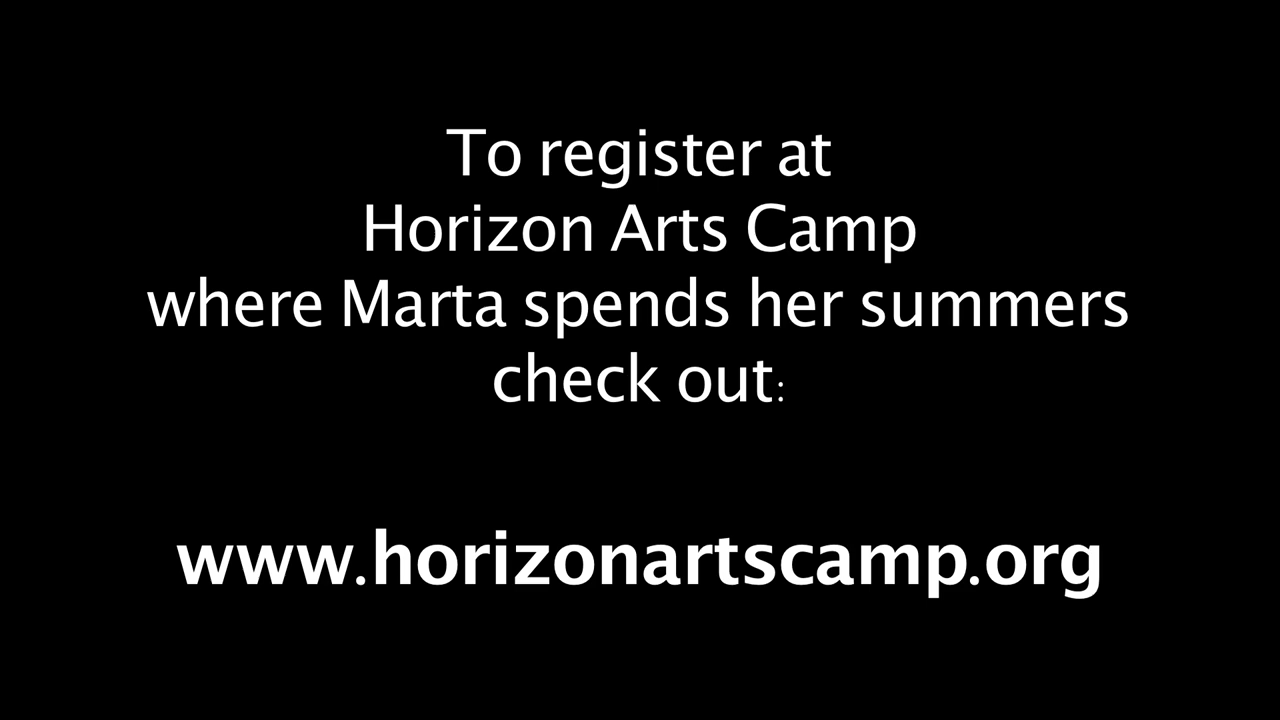 To register at
Horizon Arts Camp
where Marta spends her summers
check out:
www.horizonartscamp.org